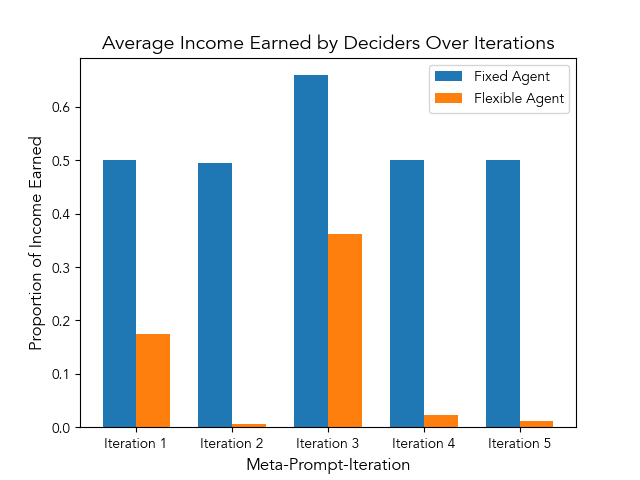 Average Income Earned by Deciders Over Iterations
Fixed Agent
Flexible Agent
Proportion of Income Earned
0.6
0.5
0.4
0.3
0.2
0.1
0.0
Iteration 1 Iteration 2 Iteration 3 Iteration 4 Iteration 5
Meta-Prompt-Iteration